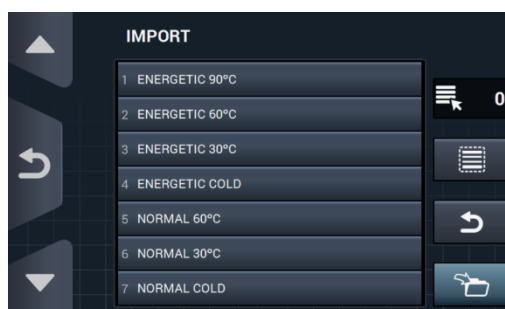 IMPORT
1 ENERGETIC 90ºC
2 ENERGETIC 60ºC
3 ENERGETIC 30ºC
4 ENERGETIC COLD
5 NORMAL 60ºC
6 NORMAL 30ºC
7 NORMAL COLD
0